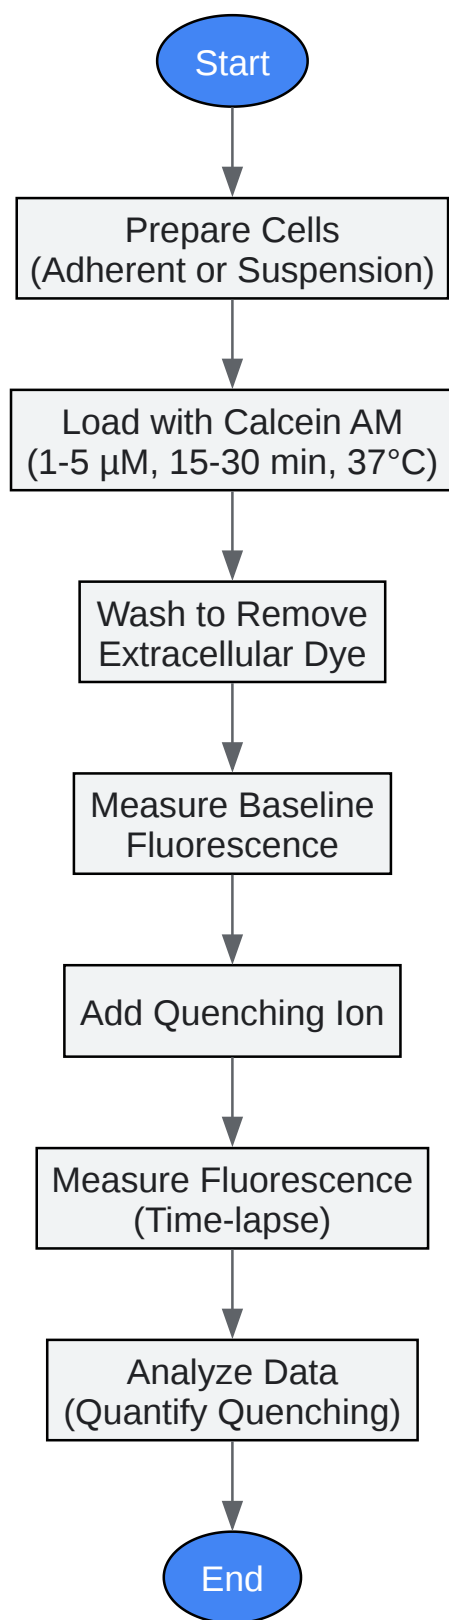 Start
Prepare Cells
(Adherent or Suspension)
Load with Calcein AM
(1-5 µM, 15-30 min, 37°C)
Wash to Remove
Extracellular Dye
Measure Baseline
Fluorescence
Add Quenching Ion
Measure Fluorescence
(Time-lapse)
Analyze Data
(Quantify Quenching)
End